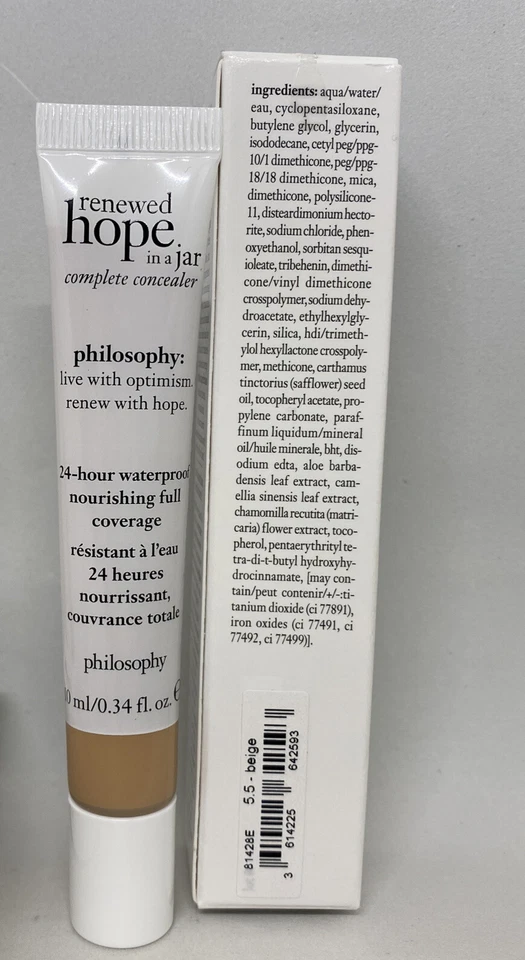 renewed
hope
in a jar
complete concealer
philosophy:
live with optimism.
renew with hope.
24-hour waterproof
nourishing full
coverage
résistant à l'eau
24 heures
nourrissant,
couvrance totale
philosophy
ml/0.34 fl. oz.
ingredients: aqua/water/
eau, cyclopentasiloxane,
butylene glycol, glycerin,
isododecane, cetyl peg/ppg-
10/1 dimethicone, peg/ppg-
18/18 dimethicone, mica,
dimethicone, polysilicone-
11, disteardimonium hecto-
rite, sodium chloride, phen-
oxyethanol, sorbitan sesqu-
ioleate, tribehenin, dimethi-
cone/vinyl dimethicone
crosspolymer, sodium dehy-
droacetate, ethylhexylgly-
cerin, silica, hdi/trimeth-
ylol hexyllactone crosspoly-
mer, methicone, carthamus
tinctorius (safflower) seed
oil, tocopheryl acetate, pro-
pylene carbonate, paraf-
finum liquidum/mineral
oil/huile minerale, bht, dis-
odium edta, aloe barba-
densis leaf extract, cam-
ellia sinensis leaf extract,
chamomilla recutita (matri-
caria) flower extract, toco-
pherol, pentaerythrityl te-
tra-di-t-butyl hydroxyhy-
drocinnamate, [may con-
tain/peut contenir/+/-:ti-
tanium dioxide (ci 77891),
iron oxides (ci 77491, ci
77492, ci 77499)].
81428E 5.5 - beige
3 614225 642593